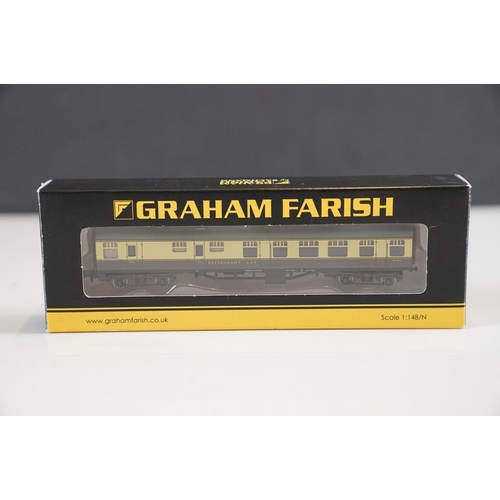 GRAHAM FARISH
RESTAURANT CAR
www.grahamfarish.co.uk
Scale 1:148/N